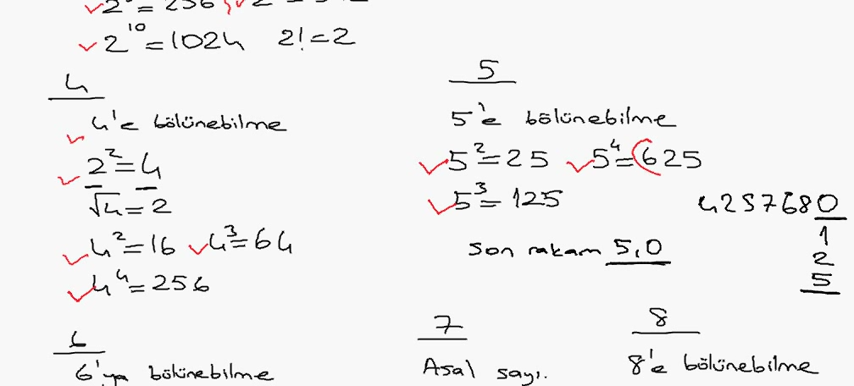 2¹⁰=1024 2!=2
4
4'e bölünebilme
2²=4
√4=2
4²=16 4³=64
4⁴=256
5
5'e bölünebilme
5²=25 5⁴=625
5³=125
Son rakam 5,0
4257680
1
2
5
6
6'ya bölünebilme
7
Asal sayı.
8
8'e bölünebilme